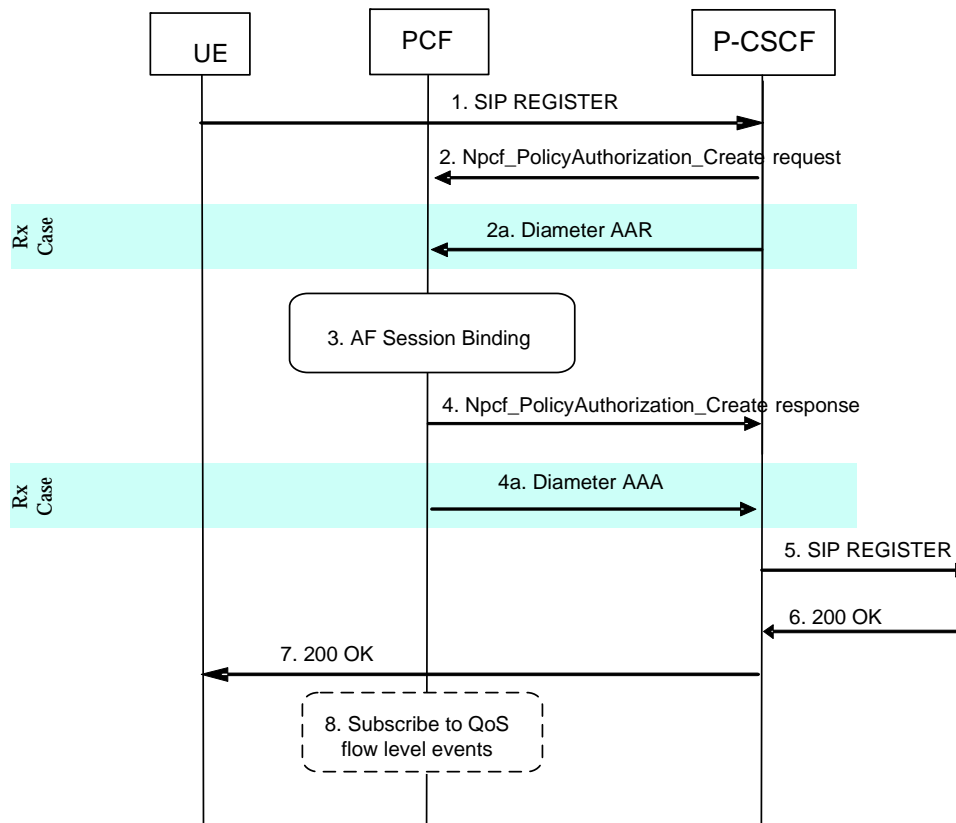 UE
PCF
P-CSCF
1. SIP REGISTER
2. Npcf_PolicyAuthorization_Create request
Rx
Case
2a. Diameter AAR
3. AF Session Binding
4. Npcf_PolicyAuthorization_Create response
Rx
Case
4a. Diameter AAA
5. SIP REGISTER
6. 200 OK
7. 200 OK
8. Subscribe to QoS
flow level events